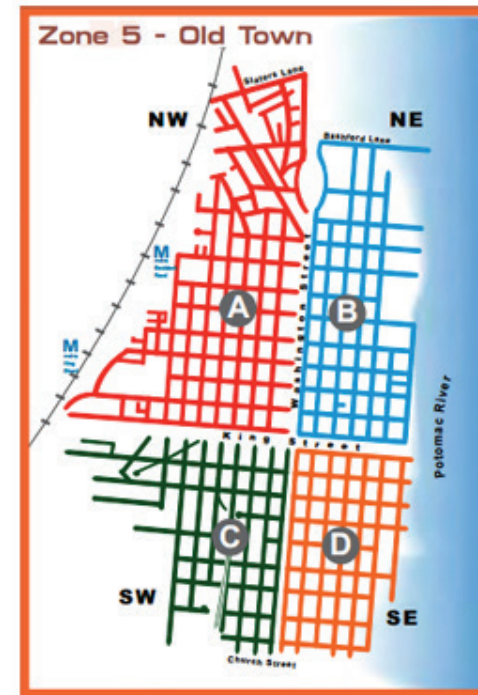 Zone 5 - Old Town
Slaters Lane
NW
NE
Bashford Lane
M
M
A
B
Washington Street
Potomac River
King Street
C
D
SW
SE
Church Street